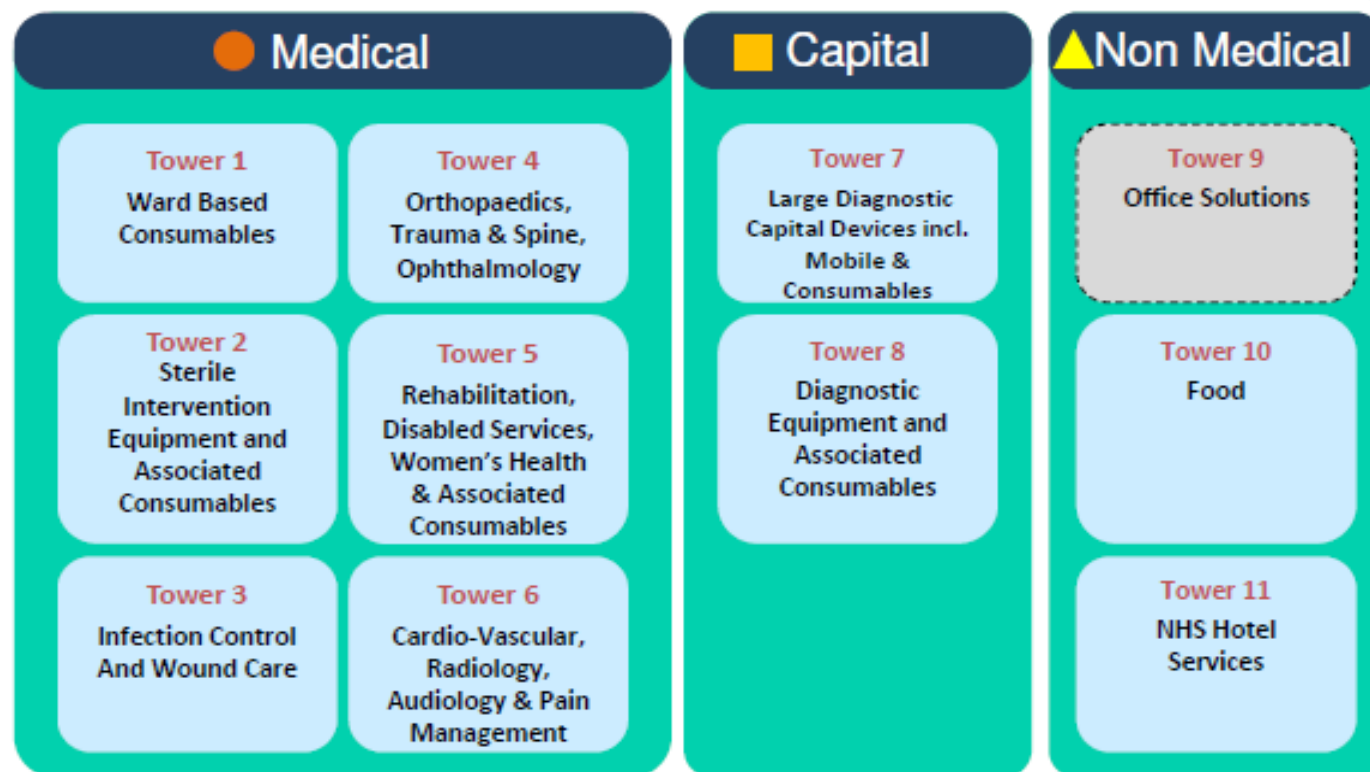 Medical
Tower 1
Ward Based
Consumables
Tower 4
Orthopaedics,
Trauma & Spine,
Ophthalmology
Tower 2
Sterile
Intervention
Equipment and
Associated
Consumables
Tower 5
Rehabilitation,
Disabled Services,
Women’s Health
& Associated
Consumables
Tower 3
Infection Control
And Wound Care
Tower 6
Cardio-Vascular,
Radiology,
Audiology & Pain
Management
Capital
Tower 7
Large Diagnostic
Capital Devices incl.
Mobile &
Consumables
Tower 8
Diagnostic
Equipment and
Associated
Consumables
Non Medical
Tower 9
Office Solutions
Tower 10
Food
Tower 11
NHS Hotel
Services